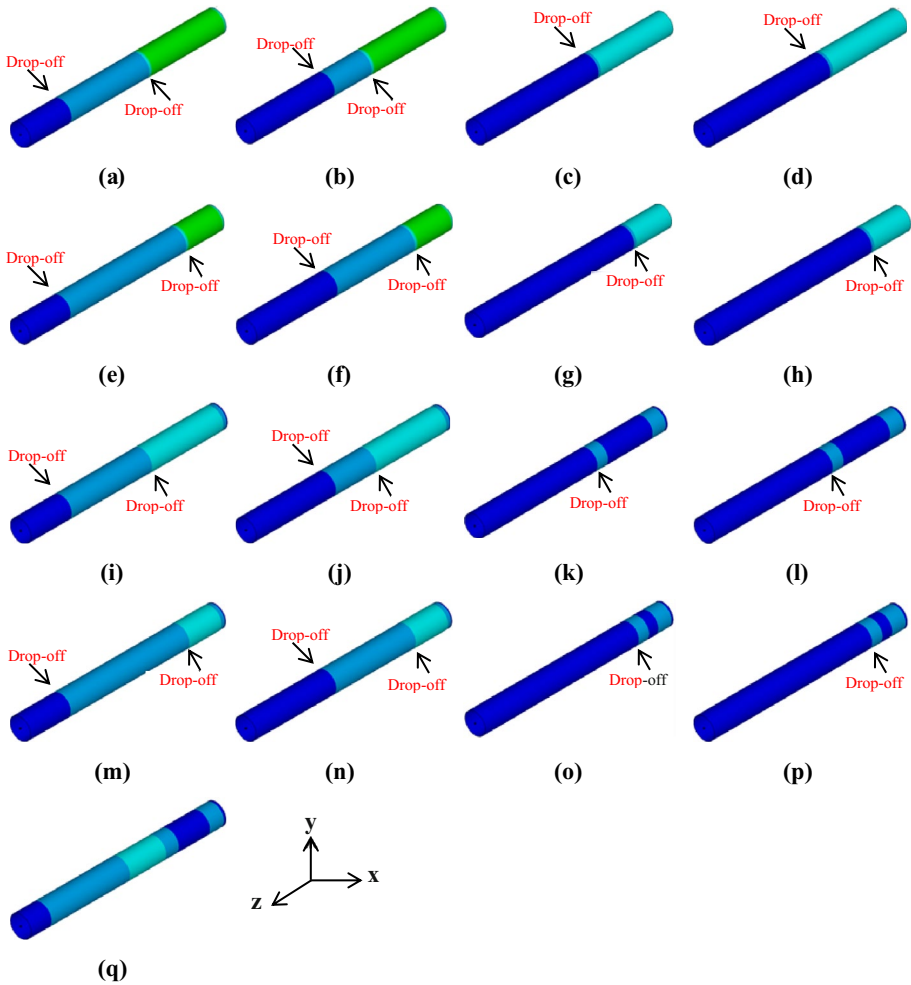 Drop-off
Drop-off
(a)
Drop-off
Drop-off
(b)
Drop-off
(c)
Drop-off
(d)
Drop-off
Drop-off
(e)
Drop-off
Drop-off
(f)
Drop-off
(g)
Drop-off
(h)
Drop-off
Drop-off
(i)
Drop-off
Drop-off
(j)
Drop-off
(k)
Drop-off
(l)
Drop-off
Drop-off
(m)
Drop-off
Drop-off
(n)
Drop-off
(o)
Drop-off
(p)
(q)
y
x
z